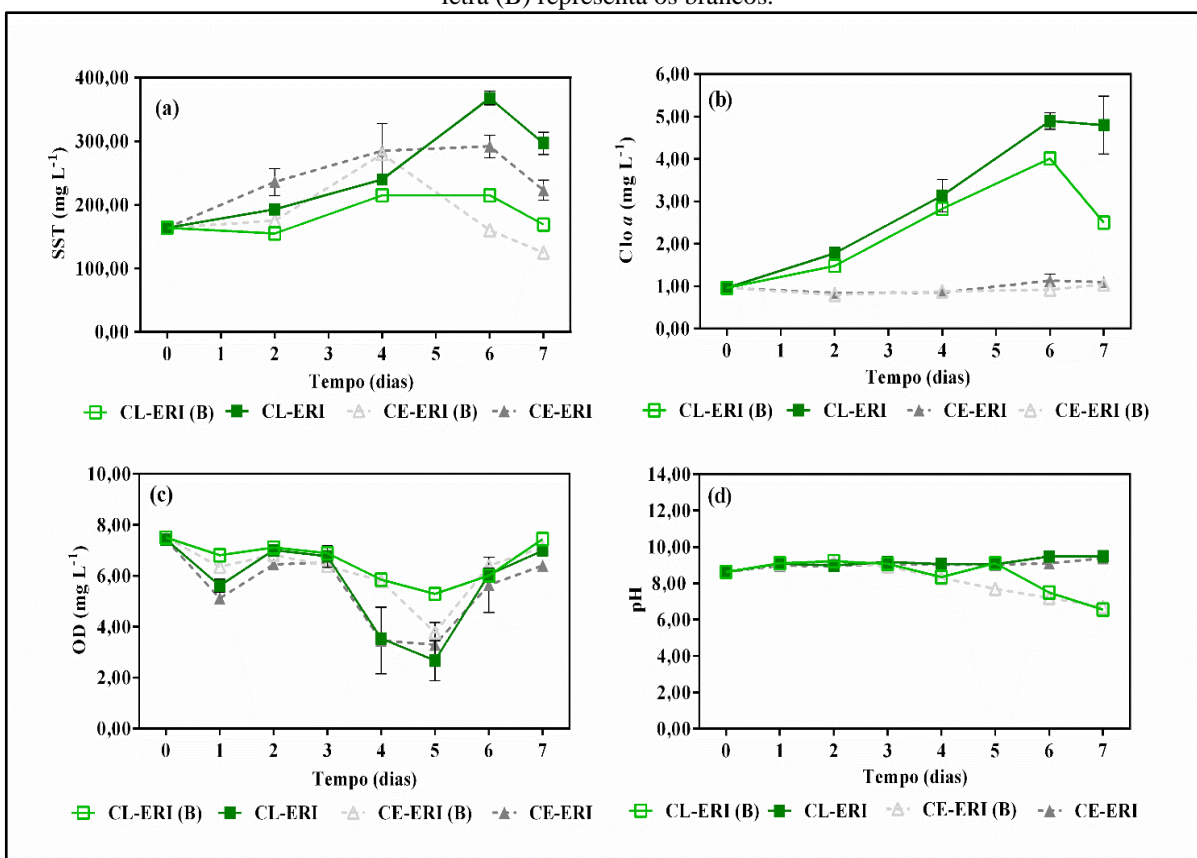 letra (B) representa os brancos.
(a)
SST (mg L⁻¹)
400,00
300,00
200,00
100,00
0,00
0 1 2 3 4 5 6 7
Tempo (dias)
CL-ERI (B) CL-ERI CE-ERI (B) CE-ERI
(b)
Clo a (mg L⁻¹)
6,00
5,00
4,00
3,00
2,00
1,00
0,00
0 1 2 3 4 5 6 7
Tempo (dias)
CL-ERI (B) CL-ERI CE-ERI CE-ERI (B)
(c)
OD (mg L⁻¹)
10,00
8,00
6,00
4,00
2,00
0,00
0 1 2 3 4 5 6 7
Tempo (dias)
CL-ERI (B) CL-ERI CE-ERI (B) CE-ERI
(d)
pH
14,00
12,00
10,00
8,00
6,00
4,00
2,00
0,00
0 1 2 3 4 5 6 7
Tempo (dias)
CL-ERI (B) CL-ERI CE-ERI (B) CE-ERI